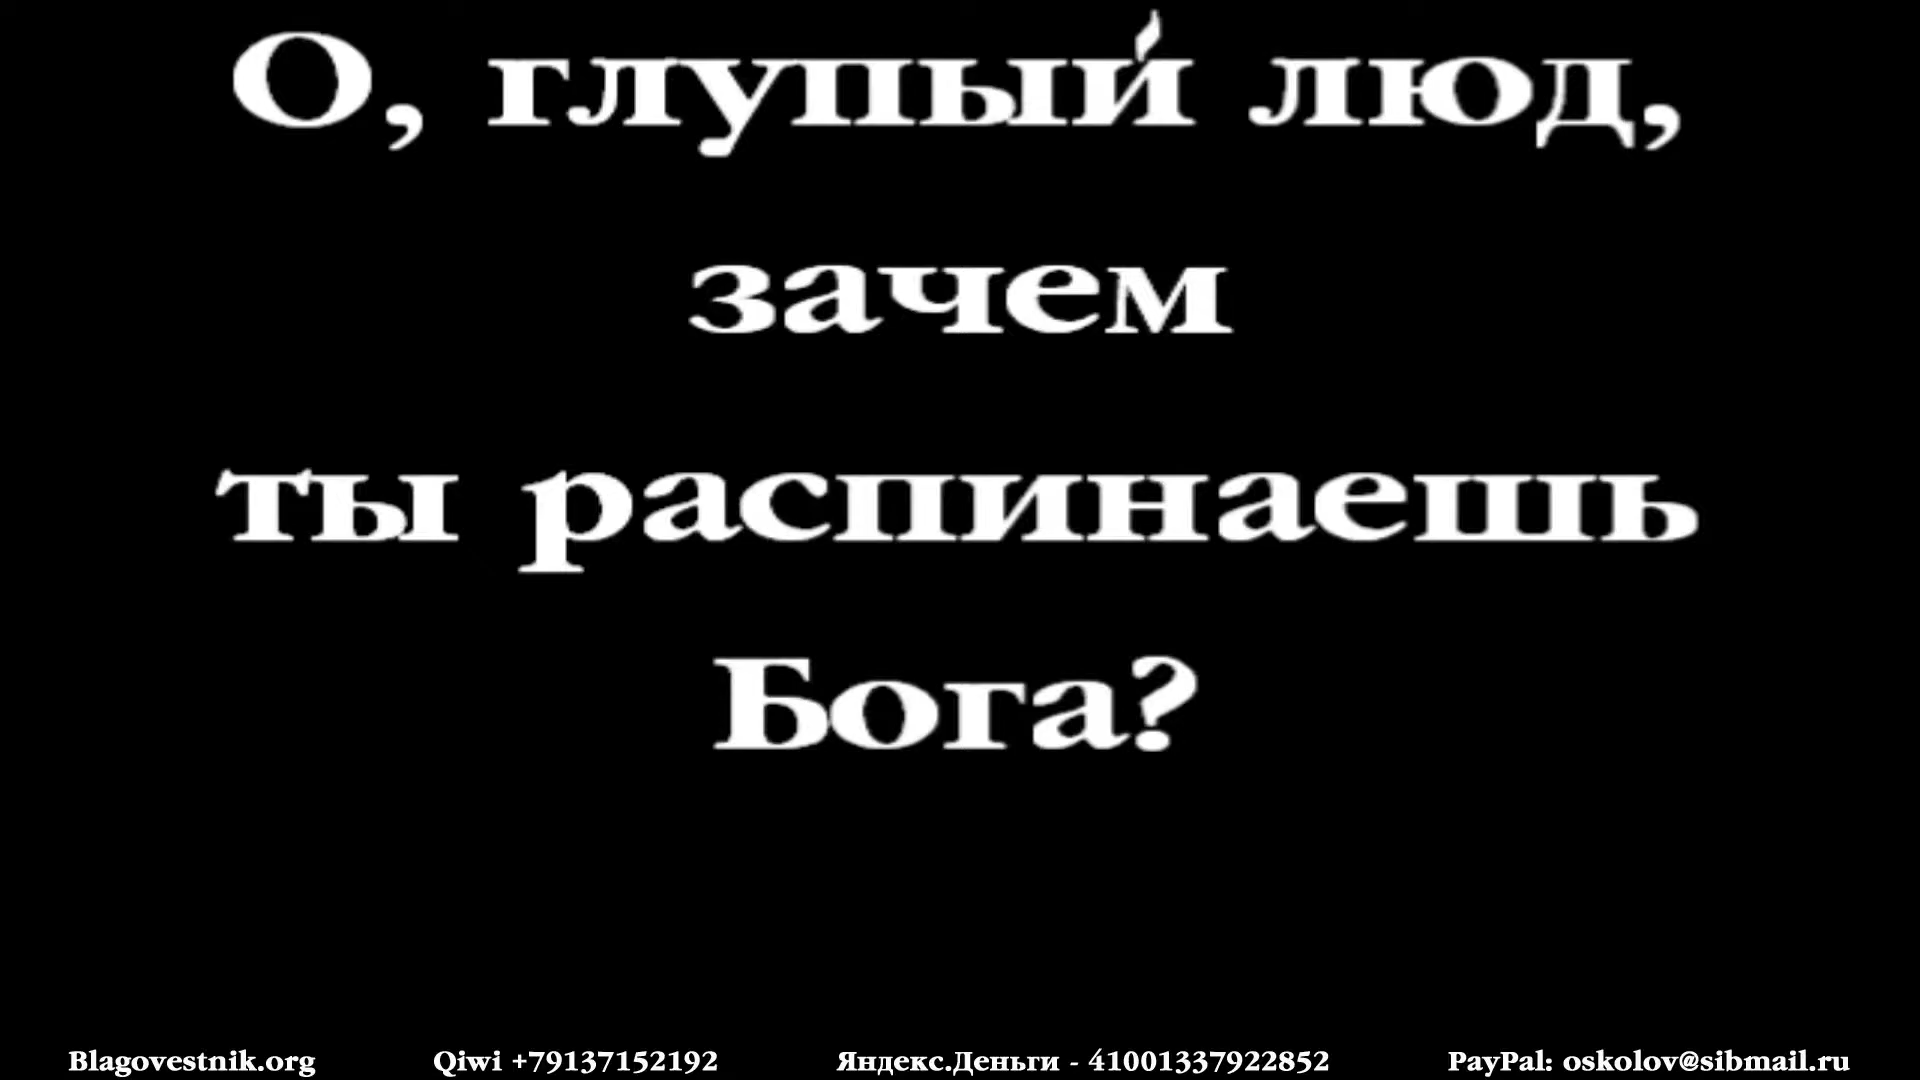 О, глупый люд,
зачем
ты распинаешь
Бога?
Blagovestnik.org Qiwi +79137152192 Яндекс.Деньги - 41001337922852 PayPal: oskolov@sibmail.ru